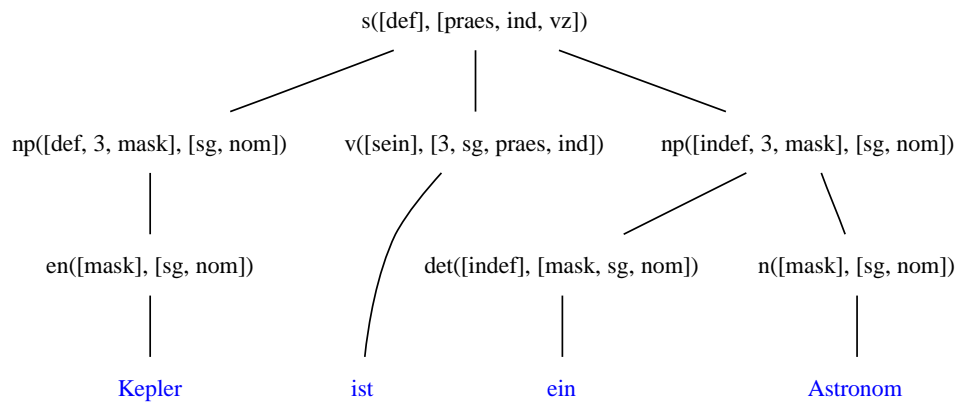 s([def], [praes, ind, vz])
np([def, 3, mask], [sg, nom]) v([sein], [3, sg, praes, ind]) np([indef, 3, mask], [sg, nom])
en([mask], [sg, nom]) det([indef], [mask, sg, nom]) n([mask], [sg, nom])
Kepler ist ein Astronom